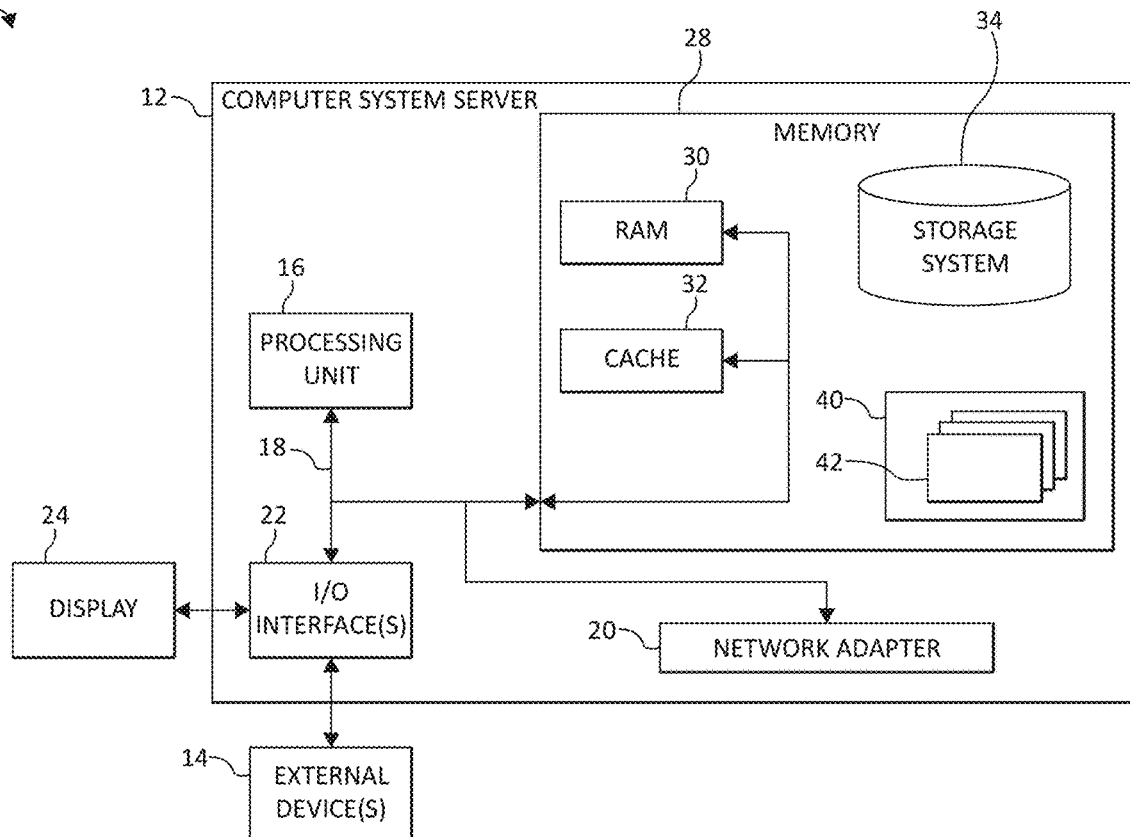 34
28
12
COMPUTER SYSTEM SERVER
MEMORY
30
RAM
STORAGE
SYSTEM
16
32
PROCESSING
UNIT
CACHE
40
18
42
24
22
DISPLAY
I/O
INTERFACE(S)
20
NETWORK ADAPTER
14
EXTERNAL
DEVICE(S)